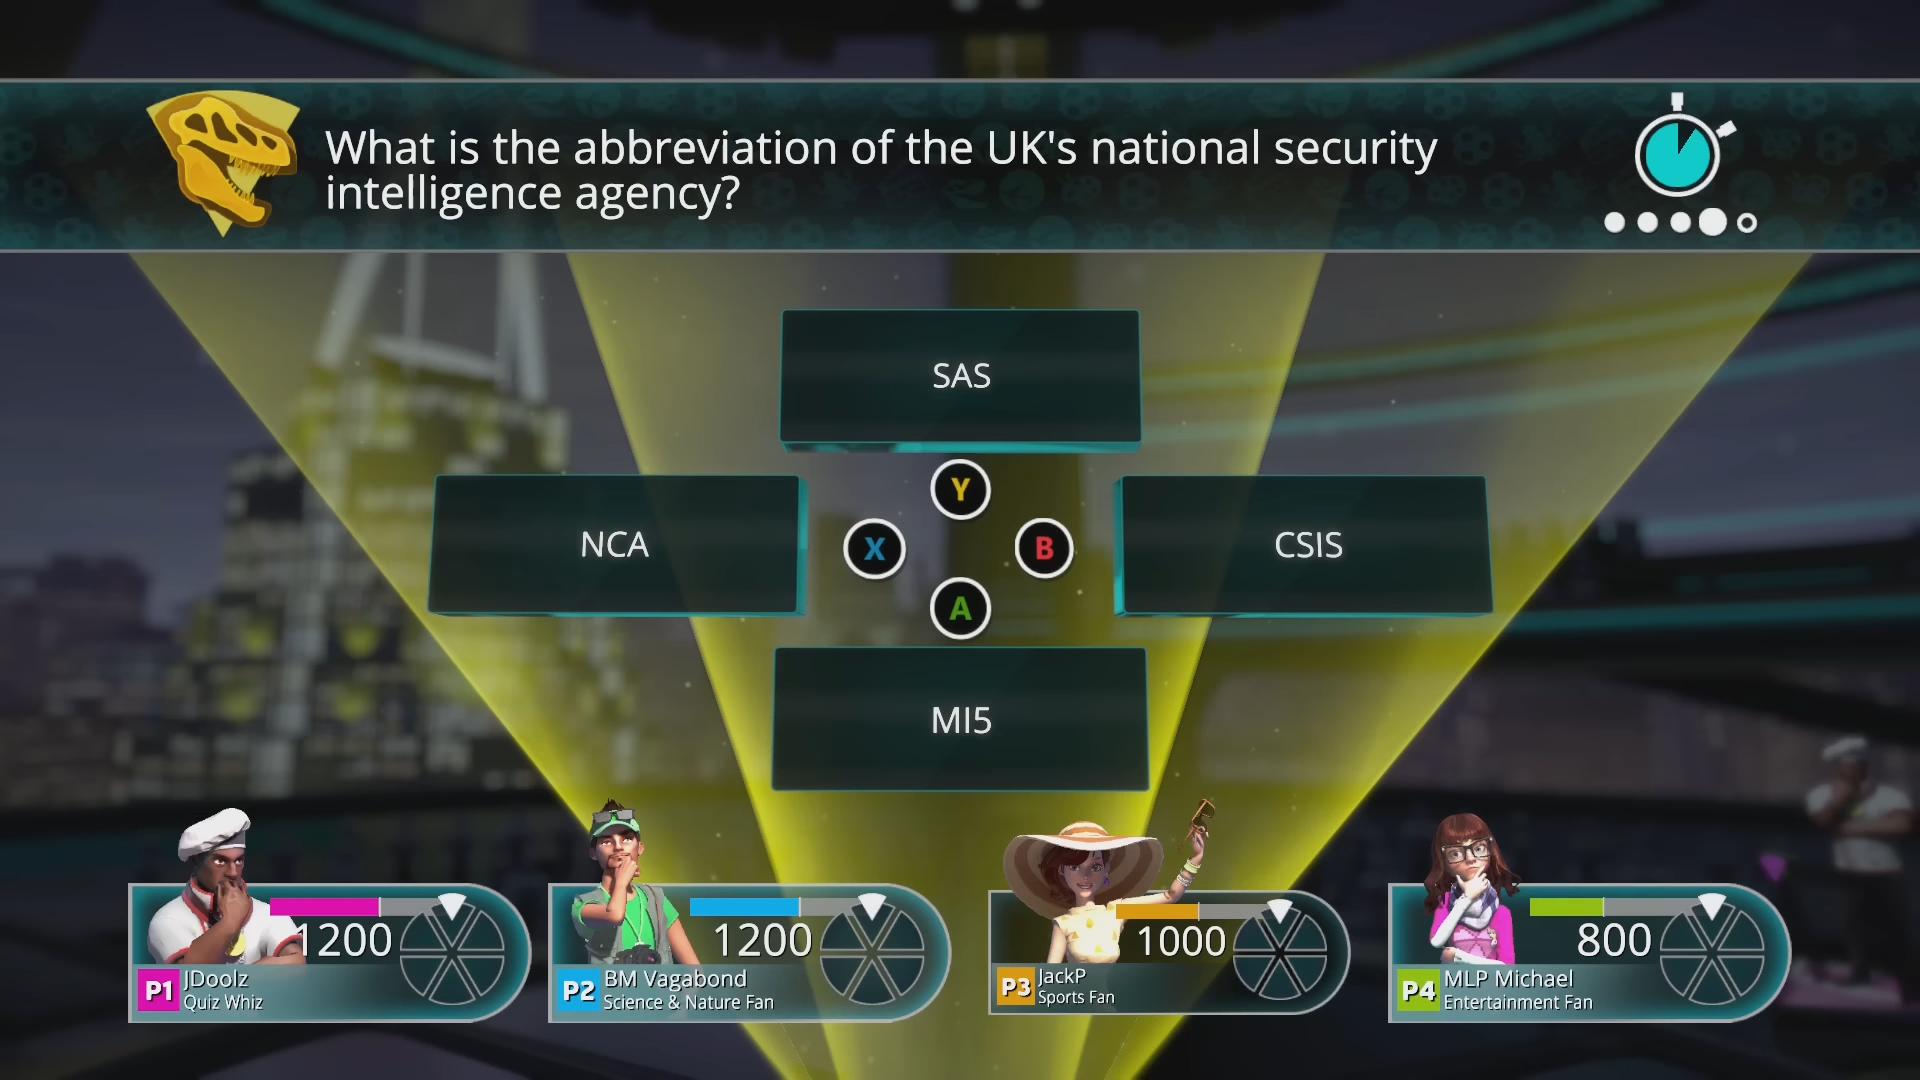 What is the abbreviation of the UK's national security
intelligence agency?
SAS
Y
NCA
X
B
CSIS
A
MI5
1200
P1
JDoolz
Quiz Whiz
1200
P2
BM Vagabond
Science & Nature Fan
1000
P3
JackP
Sports Fan
800
P4
MLP Michael
Entertainment Fan